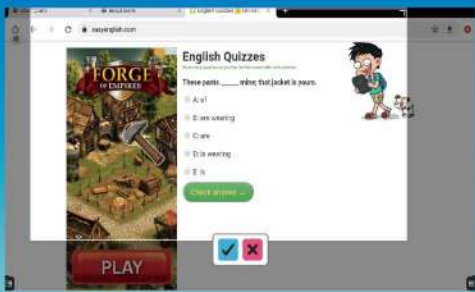 easyenglish.com
English Quizzes
FORGE
OF EMPIRES
These pants ____ mine; that jacket is yours.
B: are wearing
C: are
D: is wearing
E: is
Check answer
PLAY